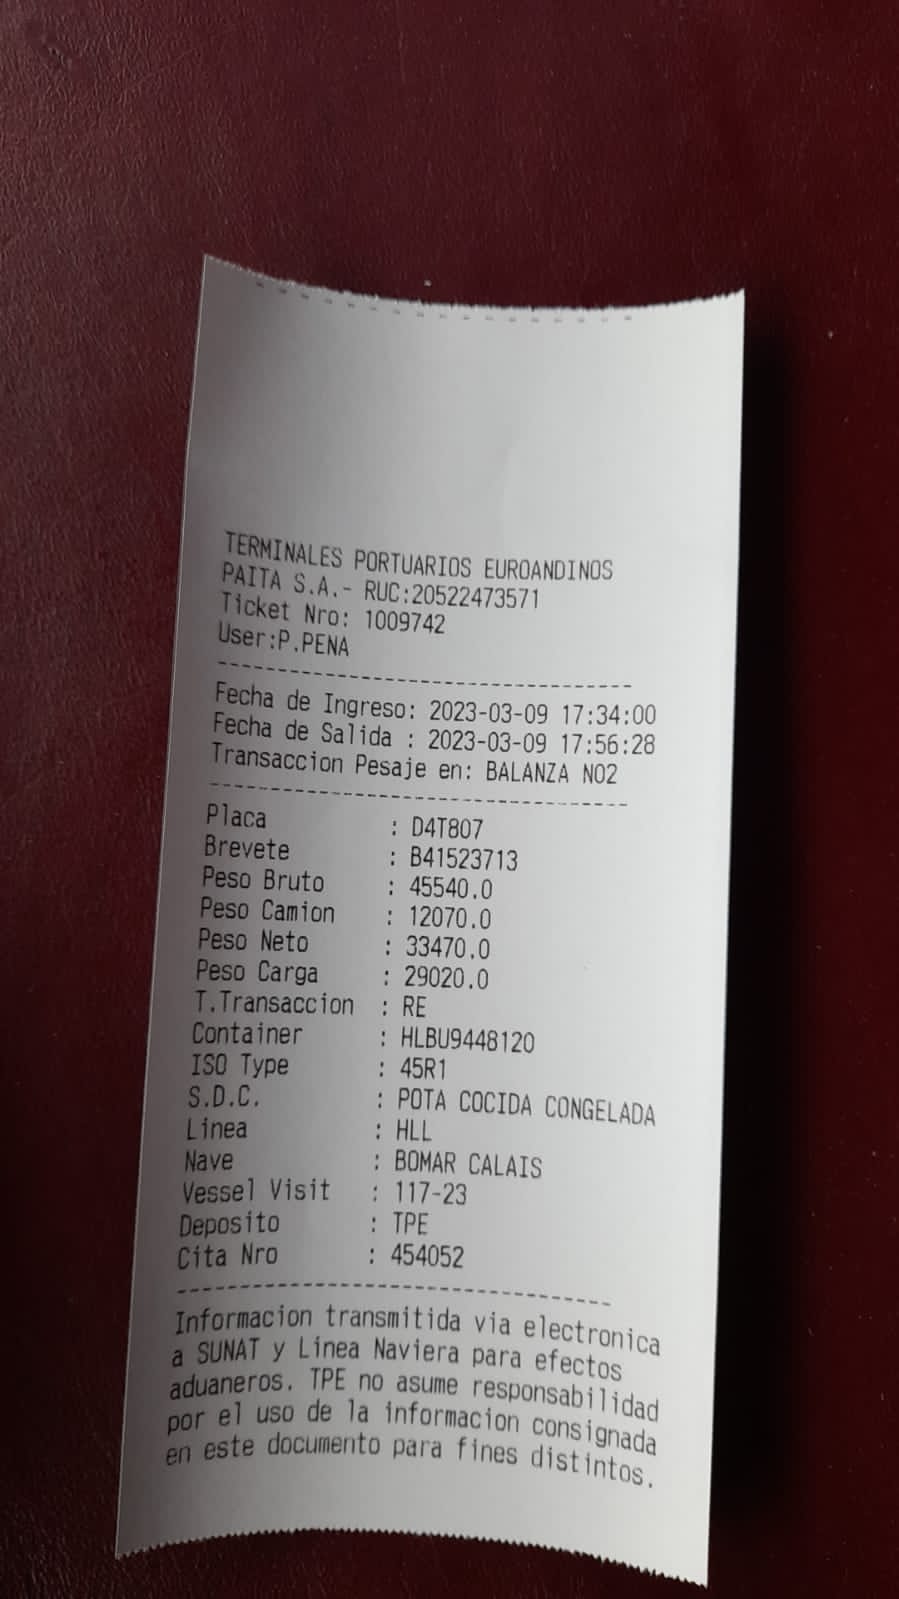 TERMINALES PORTUARIOS EUROANDINOS
PAITA S.A.- RUC:20522473571
Ticket Nro: 1009742
User:P.PENA
----------------------------------
Fecha de Ingreso: 2023-03-09 17:34:00
Fecha de Salida : 2023-03-09 17:56:28
Transaccion Pesaje en: BALANZA NO2
----------------------------------
Placa : D4T807
Brevete : B41523713
Peso Bruto : 45540.0
Peso Camion : 12070.0
Peso Neto : 33470.0
Peso Carga : 29020.0
T.Transaccion : RE
Container : HLBU9448120
ISO Type : 45R1
S.D.C. : POTA COCIDA CONGELADA
Linea : HLL
Nave : BOMAR CALAIS
Vessel Visit : 117-23
Deposito : TPE
Cita Nro : 454052
----------------------------------
Informacion transmitida via electronica
a SUNAT y Linea Naviera para efectos
aduaneros. TPE no asume responsabilidad
por el uso de la informacion consignada
en este documento para fines distintos.